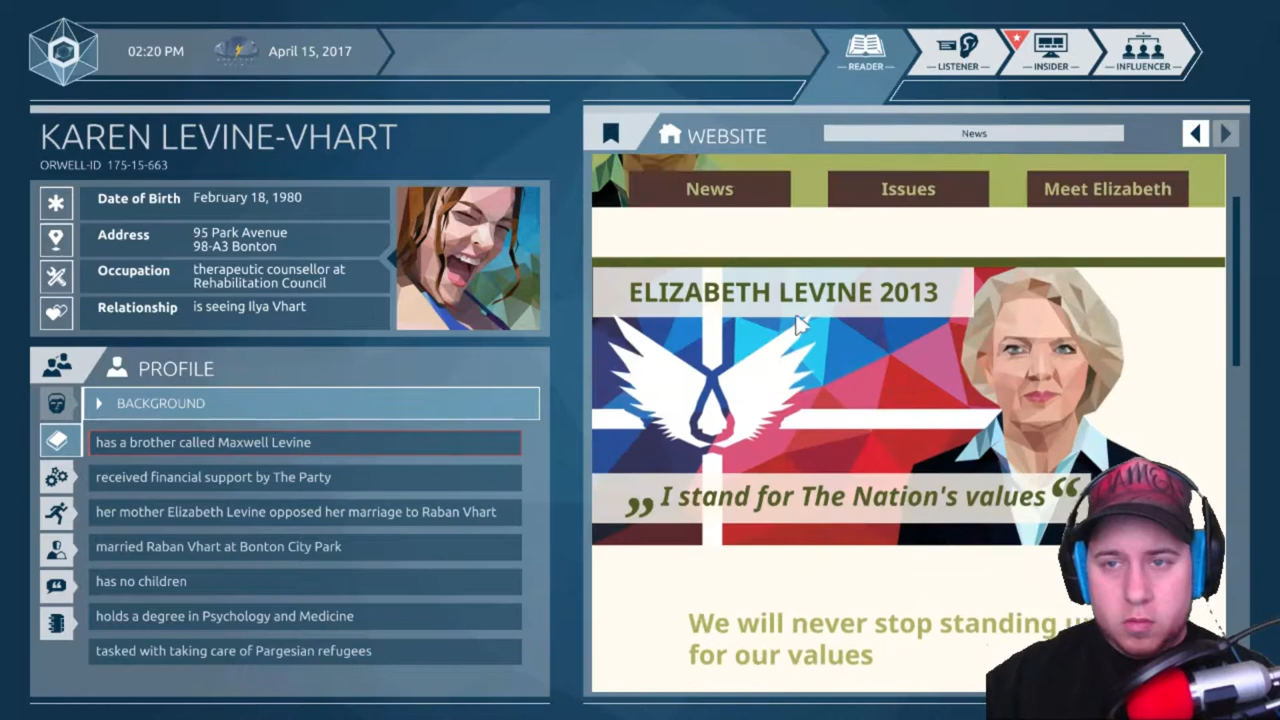 02:20 PM
April 15, 2017
READER
LISTENER
INSIDER
INFLUENCER
KAREN LEVINE-VHART
ORWELL-ID 175-15-663
Date of Birth February 18, 1980
Address 95 Park Avenue
98-A3 Bonton
Occupation therapeutic counsellor at
Rehabilitation Council
Relationship is seeing Ilya Vhart
PROFILE
BACKGROUND
has a brother called Maxwell Levine
received financial support by The Party
her mother Elizabeth Levine opposed her marriage to Raban Vhart
married Raban Vhart at Bonton City Park
has no children
holds a degree in Psychology and Medicine
tasked with taking care of Pargesian refugees
WEBSITE
News
News Issues Meet Elizabeth
ELIZABETH LEVINE 2013
„I stand for The Nation's values“
We will never stop standing
for our values